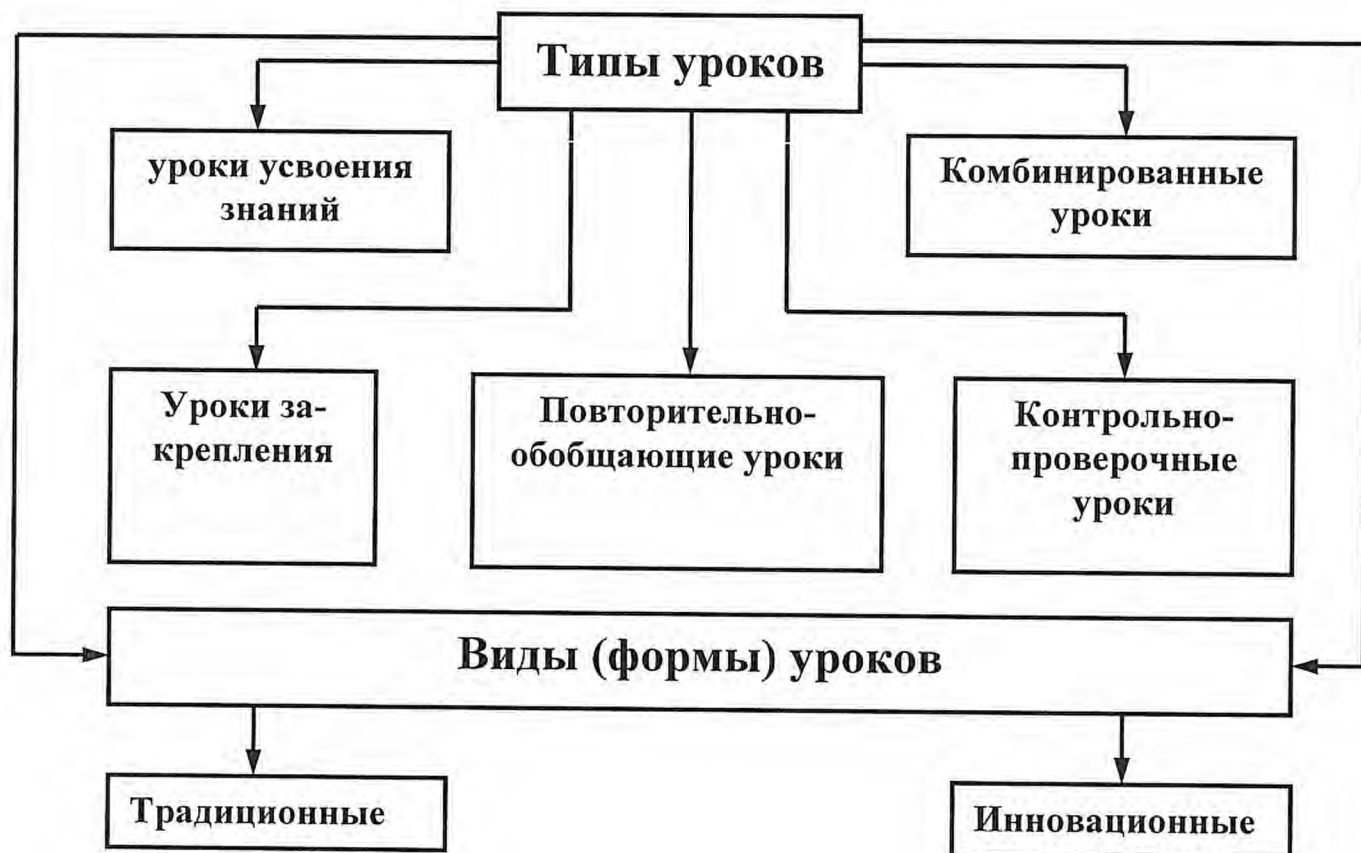 Типы уроков
уроки усвоения
знаний
Комбинированные
уроки
Уроки за-
крепления
Повторительно-
обобщающие уроки
Контрольно-
проверочные
уроки
Виды (формы) уроков
Традиционные
Инновационные